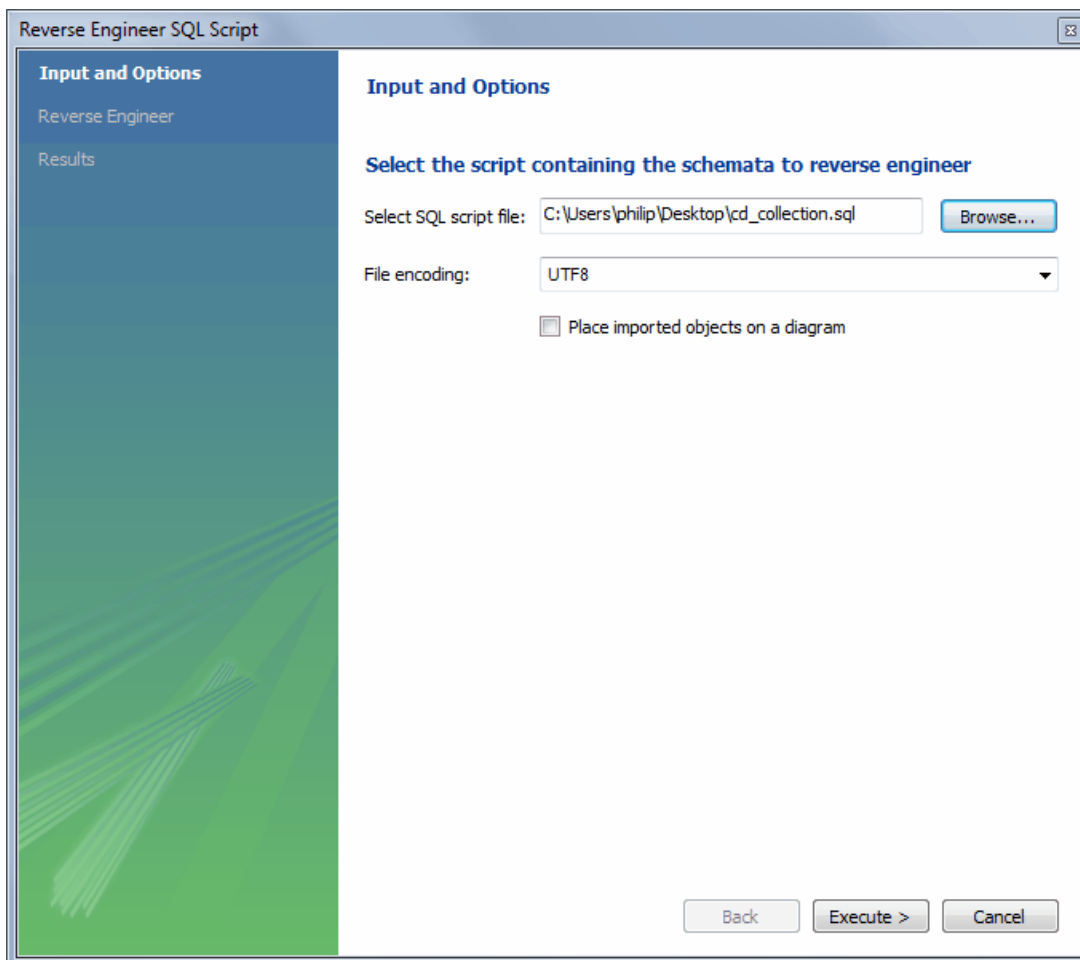 Reverse Engineer SQL Script
Input and Options
Reverse Engineer
Results
Input and Options
Select the script containing the schemata to reverse engineer
Select SQL script file: C:\Users\philip\Desktop\cd_collection.sql Browse...
File encoding: UTF8
Place imported objects on a diagram
Back Execute > Cancel